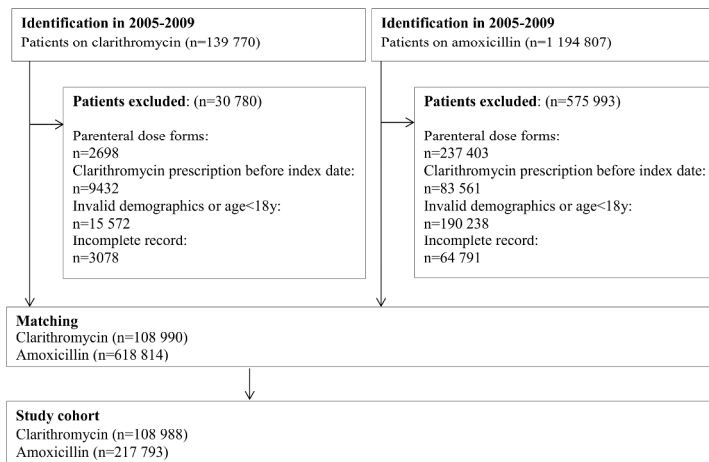 Identification in 2005-2009
Patients on clarithromycin (n=139 770)
Identification in 2005-2009
Patients on amoxicillin (n=1 194 807)
Patients excluded: (n=30 780)
Parenteral dose forms:
n=2698
Clarithromycin prescription before index date:
n=9432
Invalid demographics or age<18y:
n=15 572
Incomplete record:
n=3078
Patients excluded: (n=575 993)
Parenteral dose forms:
n=237 403
Clarithromycin prescription before index date:
n=83 561
Invalid demographics or age<18y:
n=190 238
Incomplete record:
n=64 791
Matching
Clarithromycin (n=108 990)
Amoxicillin (n=618 814)
Study cohort
Clarithromycin (n=108 988)
Amoxicillin (n=217 793)